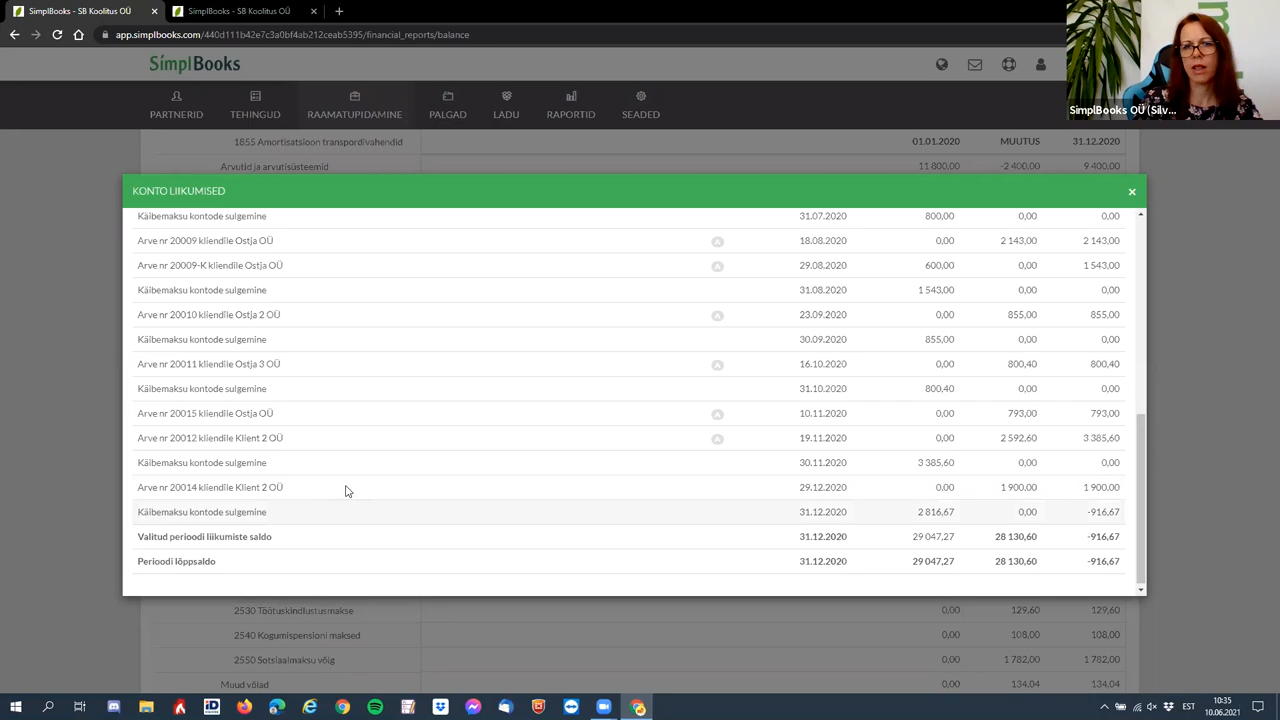 SimplBooks - SB Koolitus OÜ
SimplBooks - SB Koolitus OÜ
app.simplbooks.com/440d111b42e7c3a0bf4ab212ceab5395/financial_reports/balance
SimplBooks
PARTNERID TEHINGUD RAAMATUPIDAMINE PALGAD LADU RAPORTID SEADED
SimplBooks OÜ (Silv...
1855 Amortisatsioon transpordivahendid 01.01.2020 MUUTUS 31.12.2020
Arvutid ja arvutisüsteemid 11 800,00 -2 400,00 9 400,00
KONTO LIIKUMISED
Käibemaksu kontode sulgemine 31.07.2020 800,00 0,00 0,00
Arve nr 20009 kliendile Ostja OÜ A 18.08.2020 0,00 2 143,00 2 143,00
Arve nr 20009-K kliendile Ostja OÜ A 29.08.2020 600,00 0,00 1 543,00
Käibemaksu kontode sulgemine 31.08.2020 1 543,00 0,00 0,00
Arve nr 20010 kliendile Ostja 2 OÜ A 23.09.2020 0,00 855,00 855,00
Käibemaksu kontode sulgemine 30.09.2020 855,00 0,00 0,00
Arve nr 20011 kliendile Ostja 3 OÜ A 16.10.2020 0,00 800,40 800,40
Käibemaksu kontode sulgemine 31.10.2020 800,40 0,00 0,00
Arve nr 20015 kliendile Ostja OÜ A 10.11.2020 0,00 793,00 793,00
Arve nr 20012 kliendile Klient 2 OÜ A 19.11.2020 0,00 2 592,60 3 385,60
Käibemaksu kontode sulgemine 30.11.2020 3 385,60 0,00 0,00
Arve nr 20014 kliendile Klient 2 OÜ 29.12.2020 0,00 1 900,00 1 900,00
Käibemaksu kontode sulgemine 31.12.2020 2 816,67 0,00 -916,67
Valitud perioodi liikumiste saldo 31.12.2020 29 047,27 28 130,60 -916,67
Perioodi lõppsaldo 31.12.2020 29 047,27 28 130,60 -916,67
2530 Töötuskindlustusmakse 0,00 129,60 129,60
2540 Kogumispensioni maksed 0,00 108,00 108,00
2550 Sotsiaalmaksu võlg 0,00 1 782,00 1 782,00
Muud võlad 0,00 134,04 134,04
EST
10:35
10.06.2021